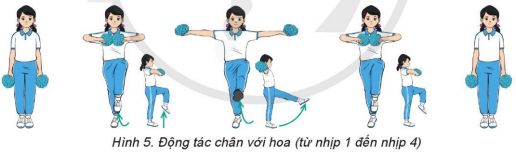 Hình 5. Động tác chân với hoa (từ nhịp 1 đến nhịp 4)